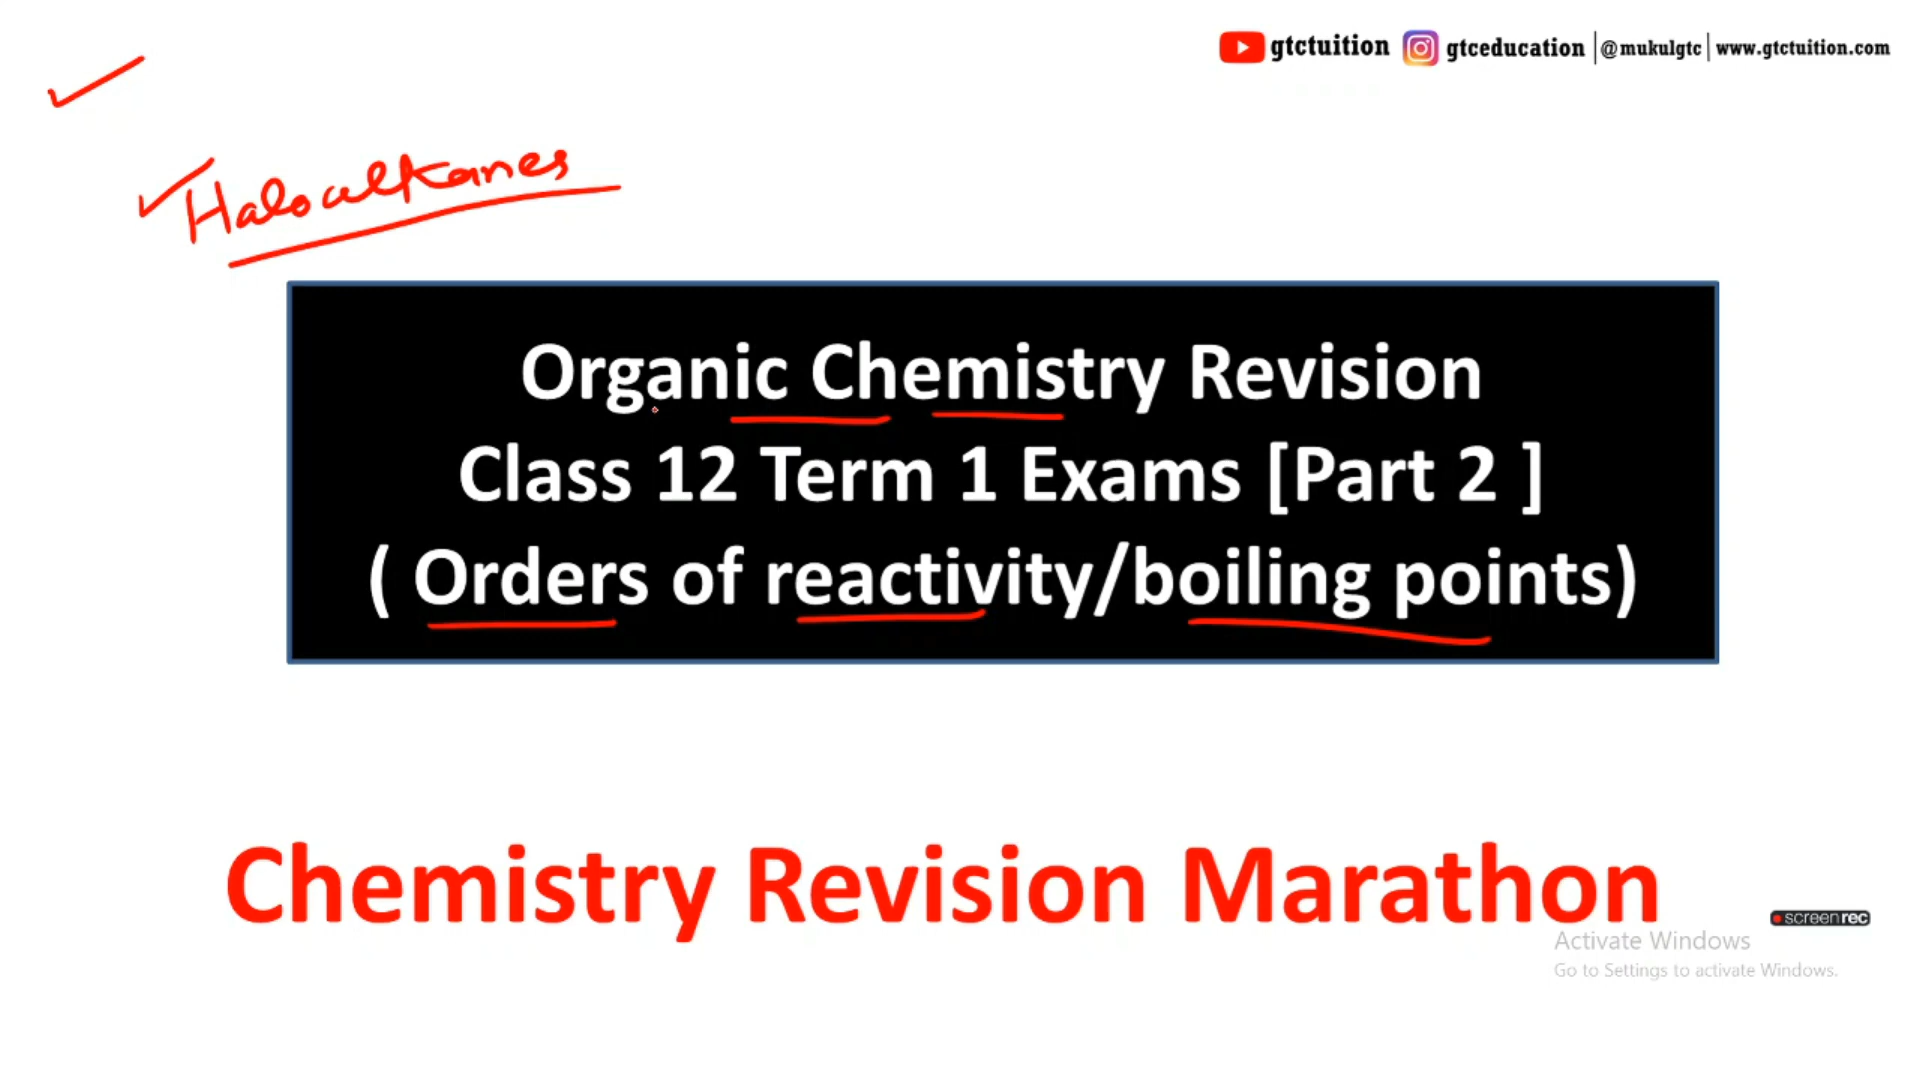 gtctuition gtceducation |@mukulgtc| www.gtctuition.com
Haloalkanes
Organic Chemistry Revision
Class 12 Term 1 Exams [Part 2 ]
( Orders of reactivity/boiling points)
Chemistry Revision Marathon
screenrec
Activate Windows
Go to Settings to activate Windows.